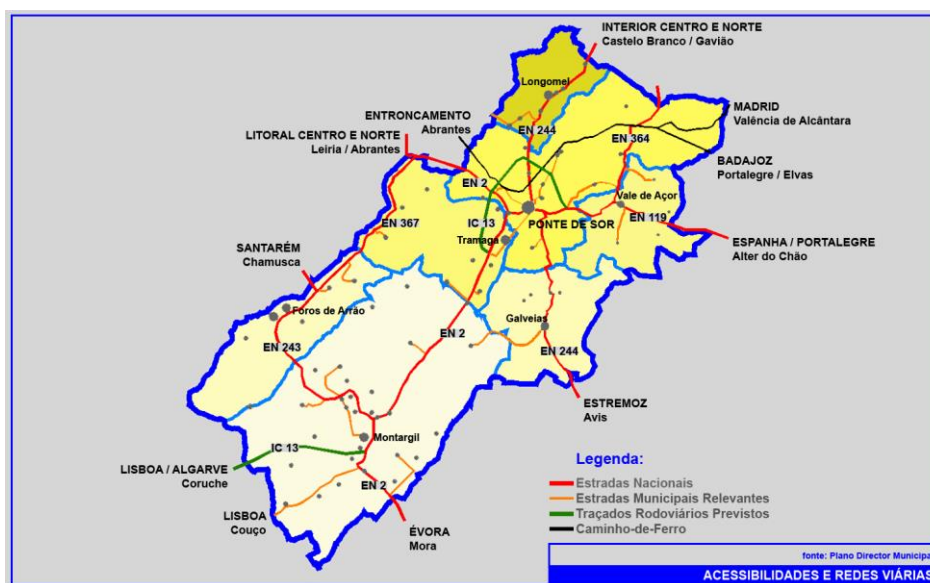 INTERIOR CENTRO E NORTE
Castelo Branco / Gavião
Longomel
ENTRONCAMENTO
Abrantes
MADRID
Valência de Alcântara
LITORAL CENTRO E NORTE
Leiria / Abrantes
EN 244
EN 364
BADAJOZ
Portalegre / Elvas
EN 2
Vale de Açor
EN 367
IC 13
PONTE DE SOR
EN 119
Tramaga
ESPANHA / PORTALEGRE
Alter do Chão
SANTARÉM
Chamusca
Foros de Arrão
Galveias
EN 2
EN 243
EN 244
ESTREMOZ
Avis
Montargil
IC 13
LISBOA / ALGARVE
Coruche
EN 2
LISBOA
Couço
ÉVORA
Mora
Legenda:
Estradas Nacionais
Estradas Municipais Relevantes
Traçados Rodoviários Previstos
Caminho-de-Ferro
fonte: Plano Director Municipa
ACESSIBILIDADES E REDES VIÁRIAS